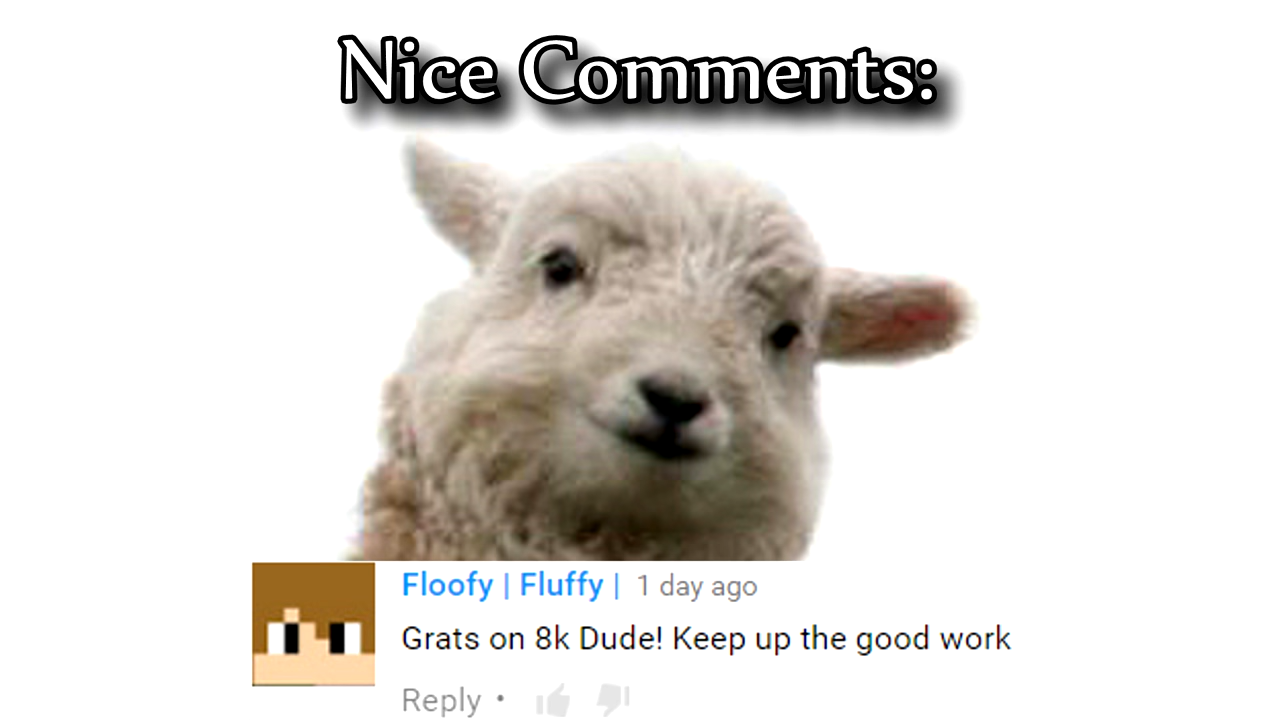 Nice Comments:
Floofy | Fluffy | 1 day ago
Grats on 8k Dude! Keep up the good work
Reply •